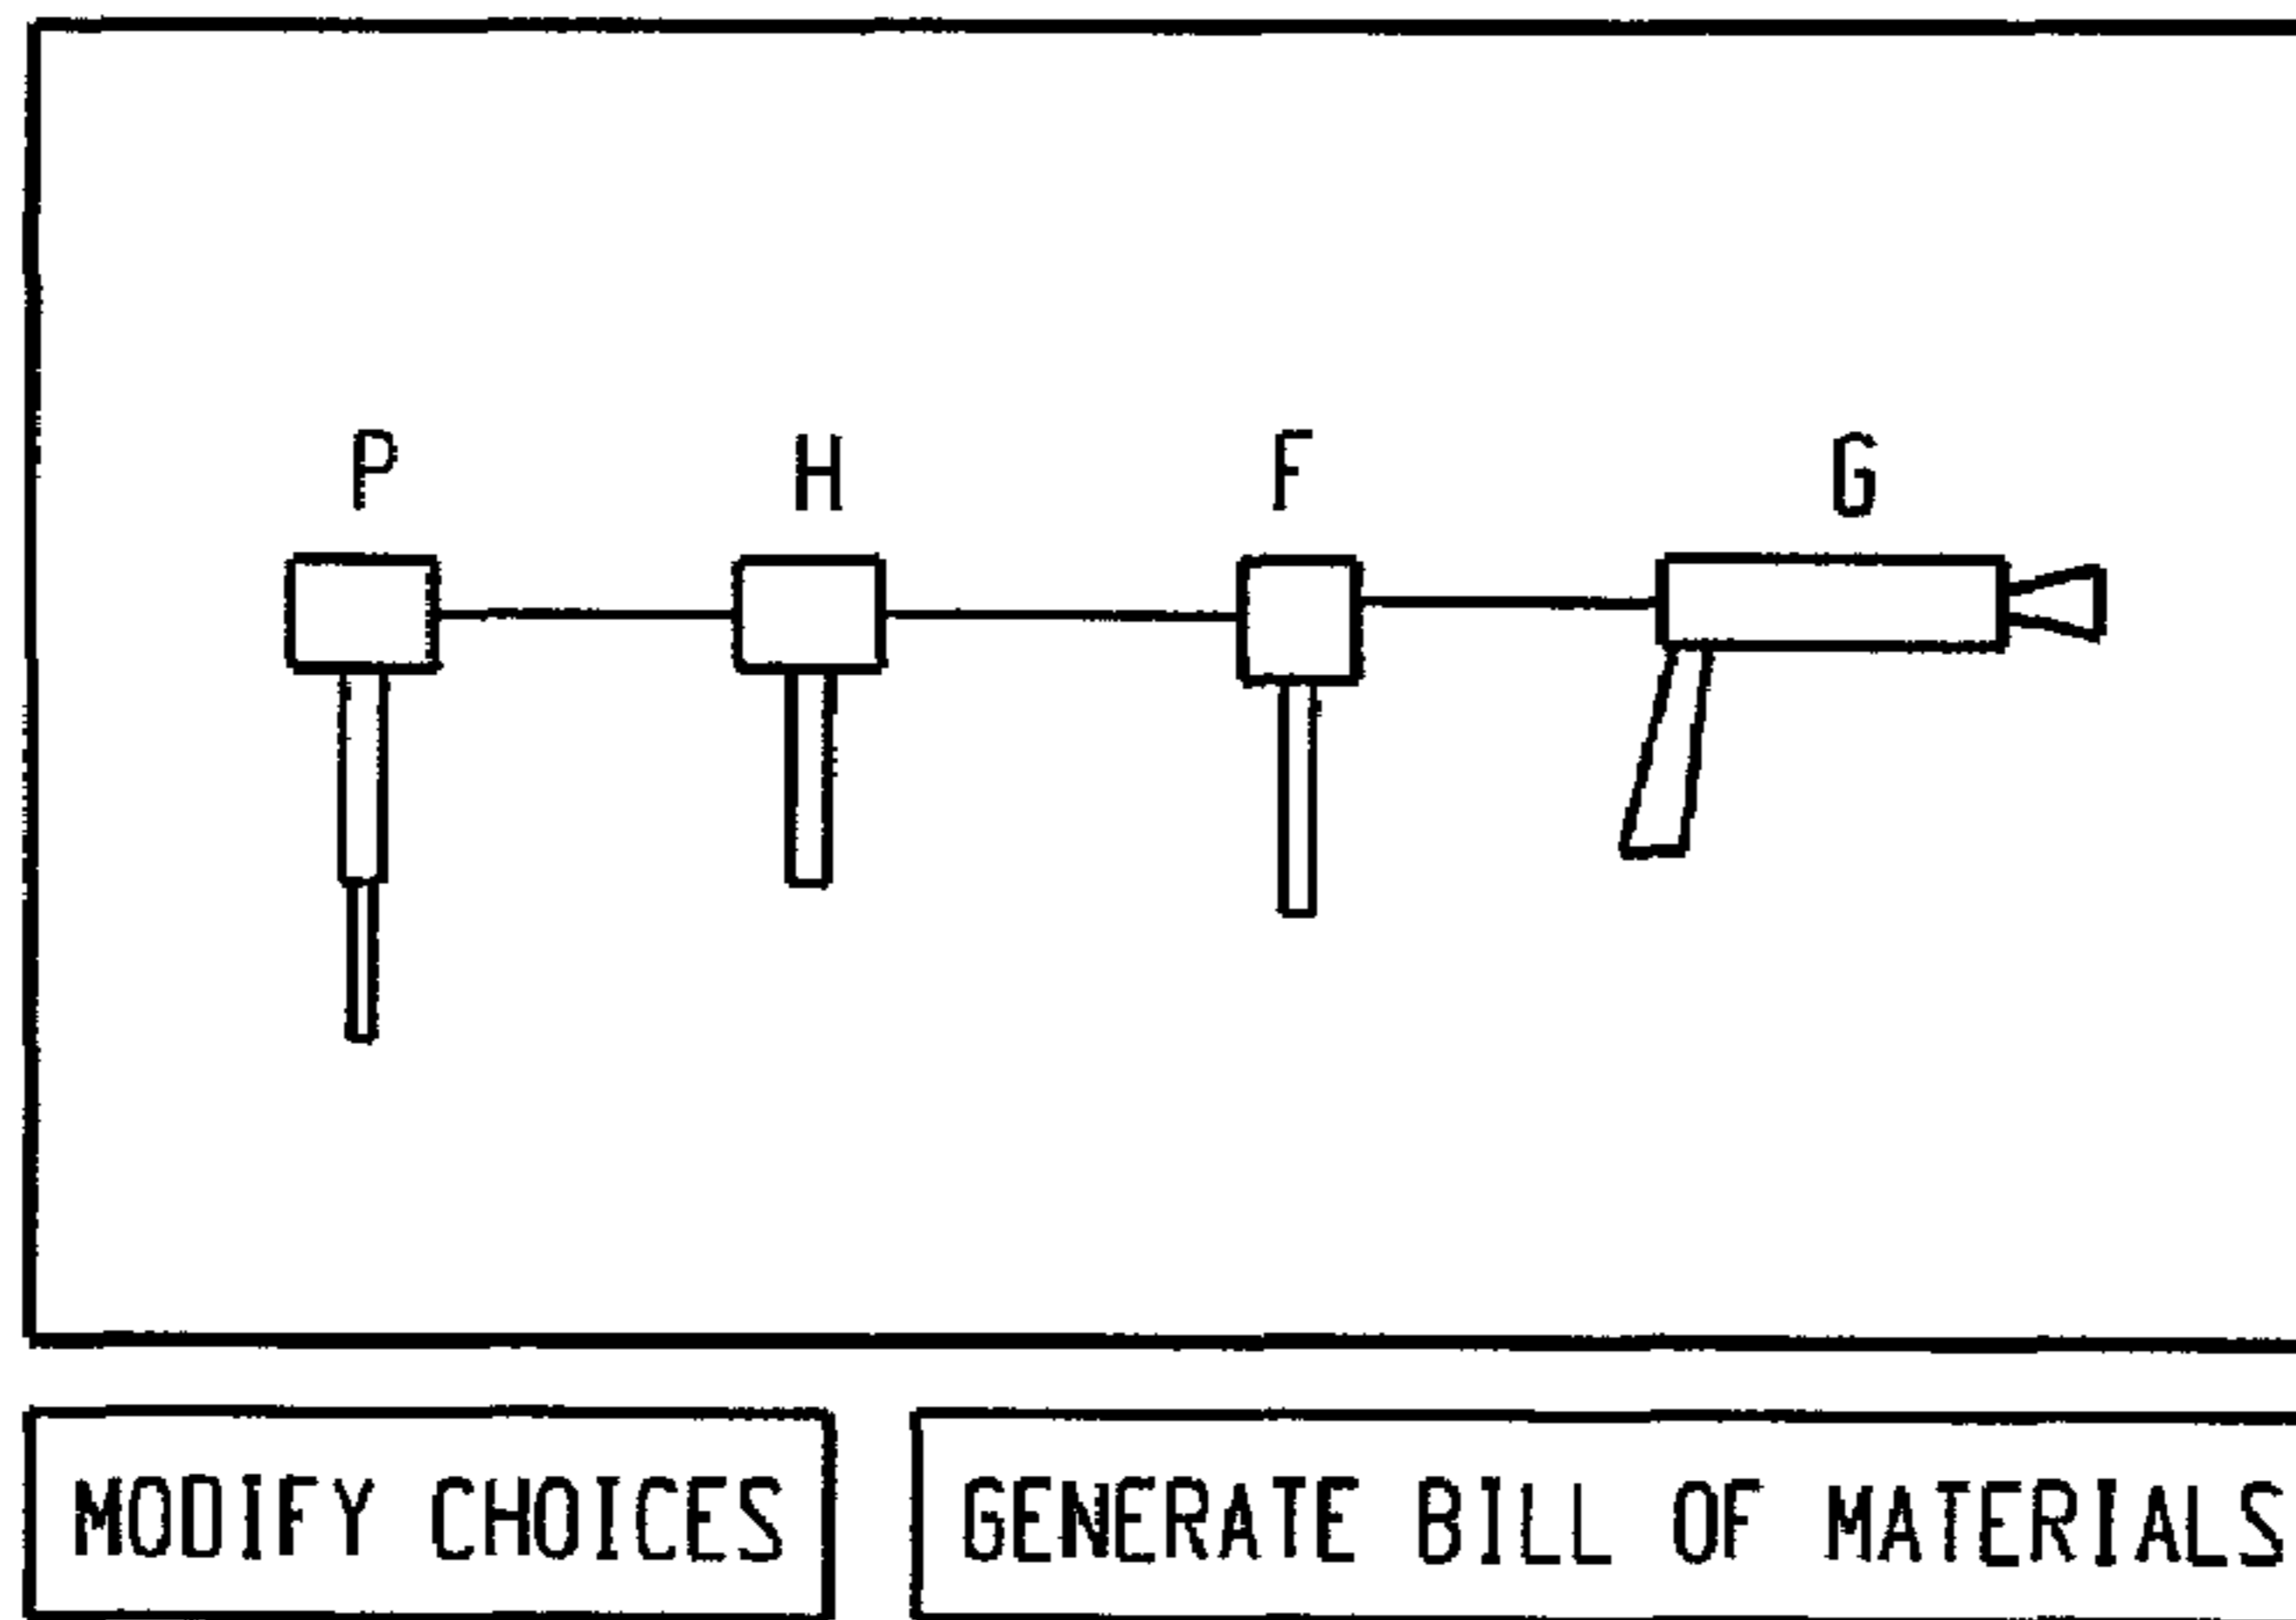 P H F G
MODIFY CHOICES GENERATE BILL OF MATERIALS